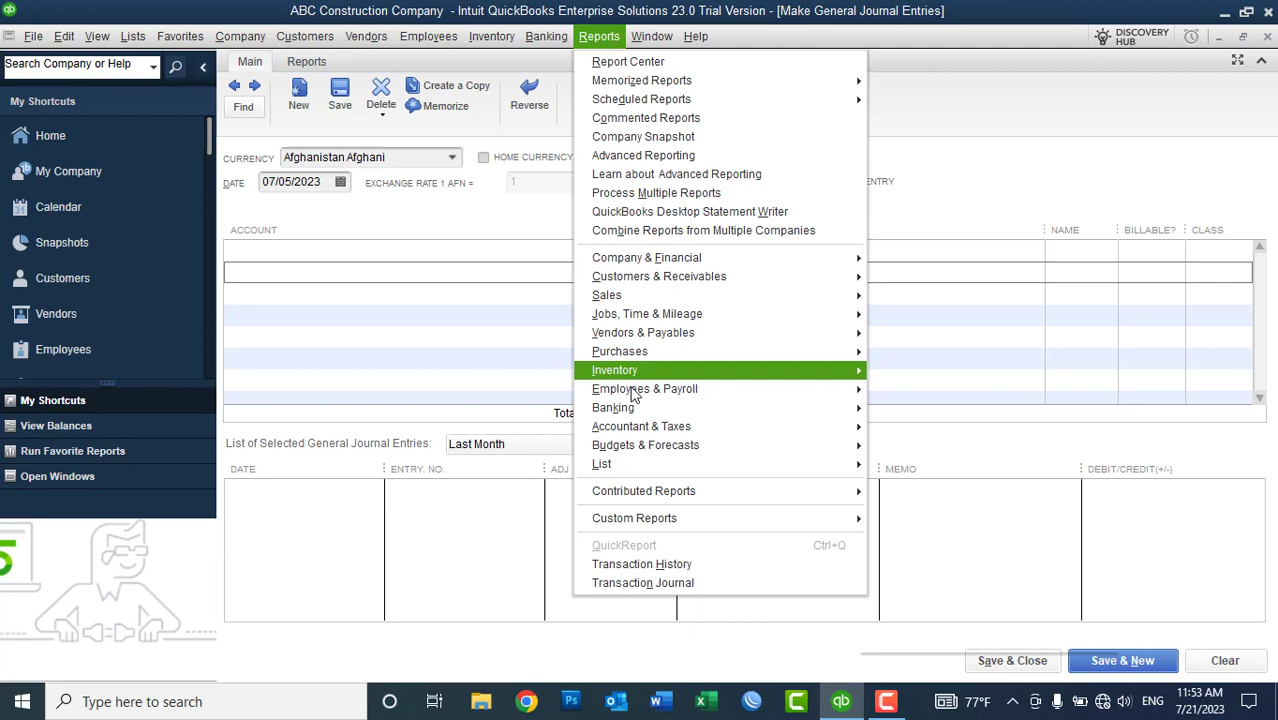 ABC Construction Company - Intuit QuickBooks Enterprise Solutions 23.0 Trial Version - [Make General Journal Entries]
File Edit View Lists Favorites Company Customers Vendors Employees Inventory Banking Reports Window Help
DISCOVERY HUB
Search Company or Help
My Shortcuts
Home
My Company
Calendar
Snapshots
Customers
Vendors
Employees
My Shortcuts
View Balances
Run Favorite Reports
Open Windows
Main Reports
Find
New
Save
Delete
Create a Copy
Memorize
Reverse
CURRENCY Afghanistan Afghani HOME CURRENCY
DATE 07/05/2023 EXCHANGE RATE 1 AFN = 1 ENTRY
ACCOUNT NAME BILLABLE? CLASS
Tota
List of Selected General Journal Entries: Last Month
DATE ENTRY. NO. ADJ MEMO DEBIT/CREDIT(+/-)
Report Center
Memorized Reports
Scheduled Reports
Commented Reports
Company Snapshot
Advanced Reporting
Learn about Advanced Reporting
Process Multiple Reports
QuickBooks Desktop Statement Writer
Combine Reports from Multiple Companies
Company & Financial
Customers & Receivables
Sales
Jobs, Time & Mileage
Vendors & Payables
Purchases
Inventory
Employees & Payroll
Banking
Accountant & Taxes
Budgets & Forecasts
List
Contributed Reports
Custom Reports
QuickReport Ctrl+Q
Transaction History
Transaction Journal
Save & Close Save & New Clear
Type here to search
77°F
ENG
11:53 AM
7/21/2023